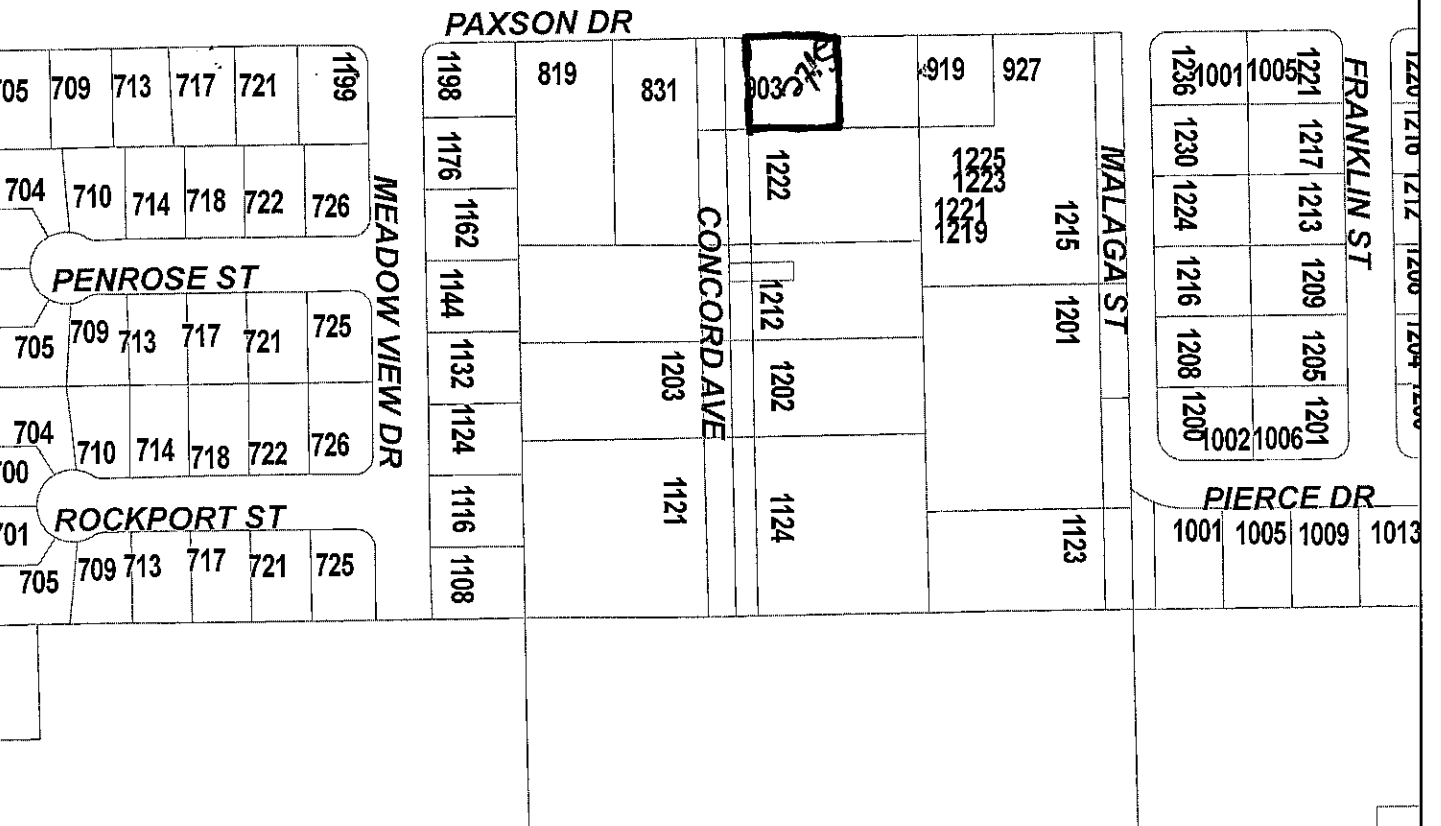 PAXSON DR
705 709 713 717 721 1199
1198 819 831 903 SITE 919 927
1236 1001 1005 1221
704 710 714 718 722 726
1176 1222 1225
1223
1221
1219
1162 1215
1230 1217
1224 1213
MEADOW VIEW DR
CONCORD AVE
MALAGA ST
FRANKLIN ST
PENROSE ST
705 709 713 717 721 725
1144 1212 1201
1216 1209
1132 1203 1202
1208 1205
704 710 714 718 722 726
1124
1200 1002 1006 1201
700
701
ROCKPORT ST
1116 1121 1124 1123
PIERCE DR
1001 1005 1009 1013
705 709 713 717 721 725
1108
1212